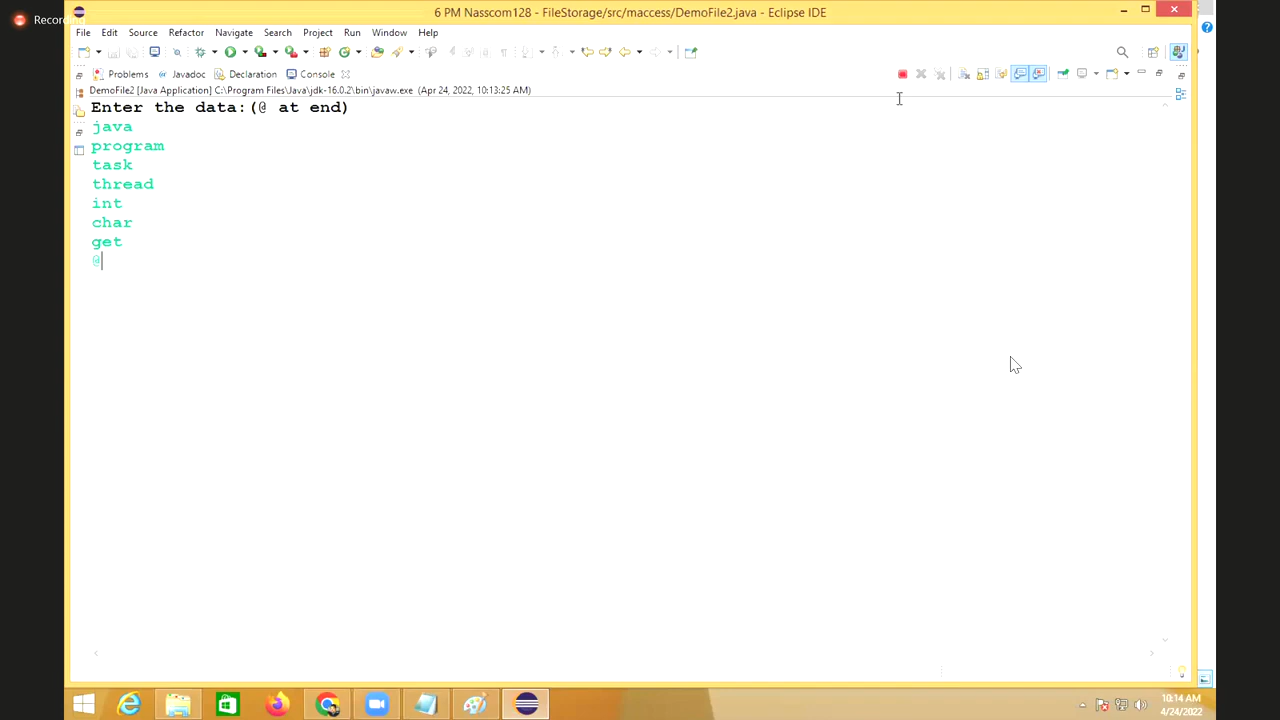 Recor
6 PM Nasscom128 - FileStorage/src/maccess/DemoFile2.java - Eclipse IDE
File Edit Source Refactor Navigate Search Project Run Window Help
Problems Javadoc Declaration Console
DemoFile2 [Java Application] C:\Program Files\Java\jdk-16.0.2\bin\javaw.exe (Apr 24, 2022, 10:13:25 AM)
Enter the data:(@ at end)
java
program
task
thread
int
char
get
@
10:14 AM
4/24/2022